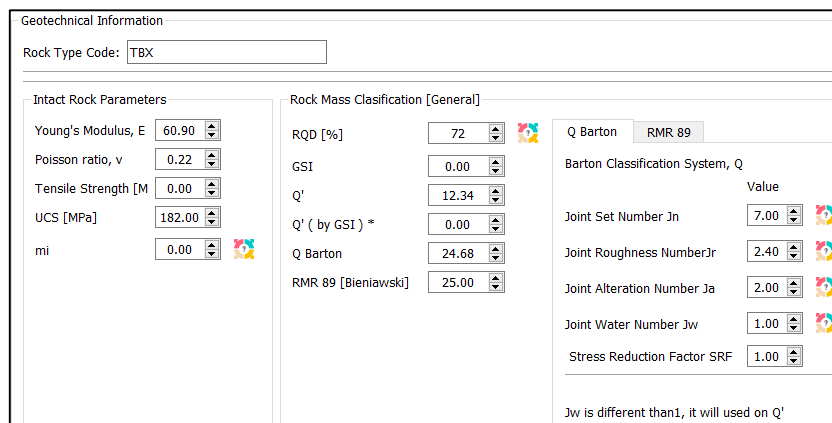 Geotechnical Information
Rock Type Code: TBX
Intact Rock Parameters
Young's Modulus, E 60.90
Poisson ratio, v 0.22
Tensile Strength [M 0.00
UCS [MPa] 182.00
mi 0.00
Rock Mass Clasification [General]
RQD [%] 72
GSI 0.00
Q' 12.34
Q' ( by GSI ) * 0.00
Q Barton 24.68
RMR 89 [Bieniawski] 25.00
Q Barton RMR 89
Barton Classification System, Q
Value
Joint Set Number Jn 7.00
Joint Roughness NumberJr 2.40
Joint Alteration Number Ja 2.00
Joint Water Number Jw 1.00
Stress Reduction Factor SRF 1.00
Jw is different than1, it will used on Q'